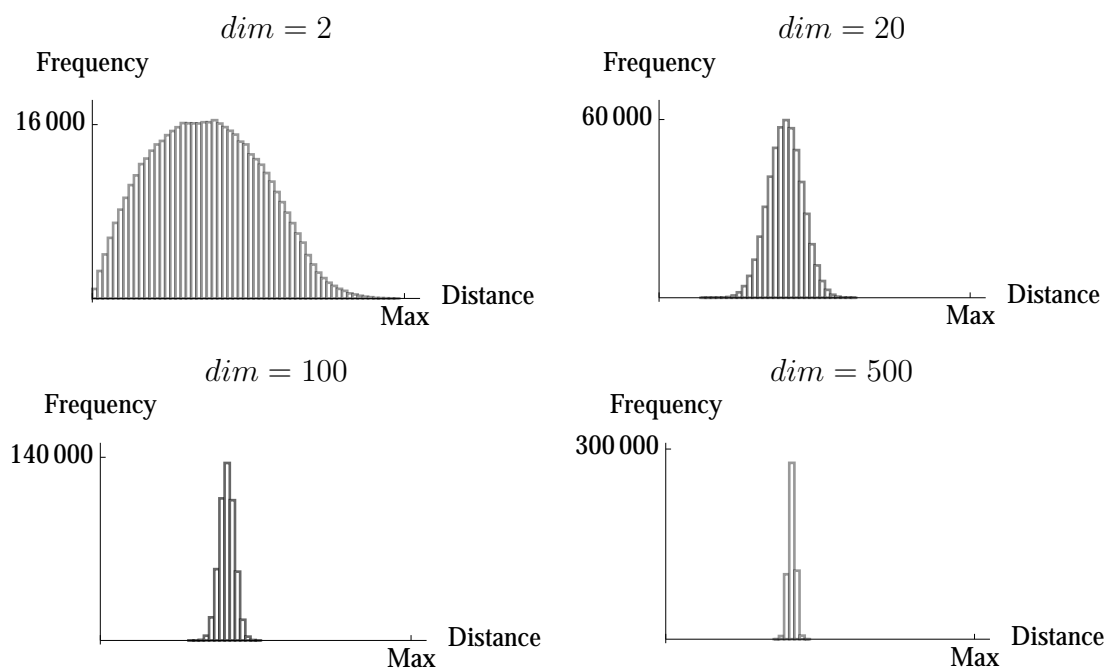 dim = 2
Frequency
16 000
Distance
Max
dim = 20
Frequency
60 000
Distance
Max
dim = 100
Frequency
140 000
Distance
Max
dim = 500
Frequency
300 000
Distance
Max